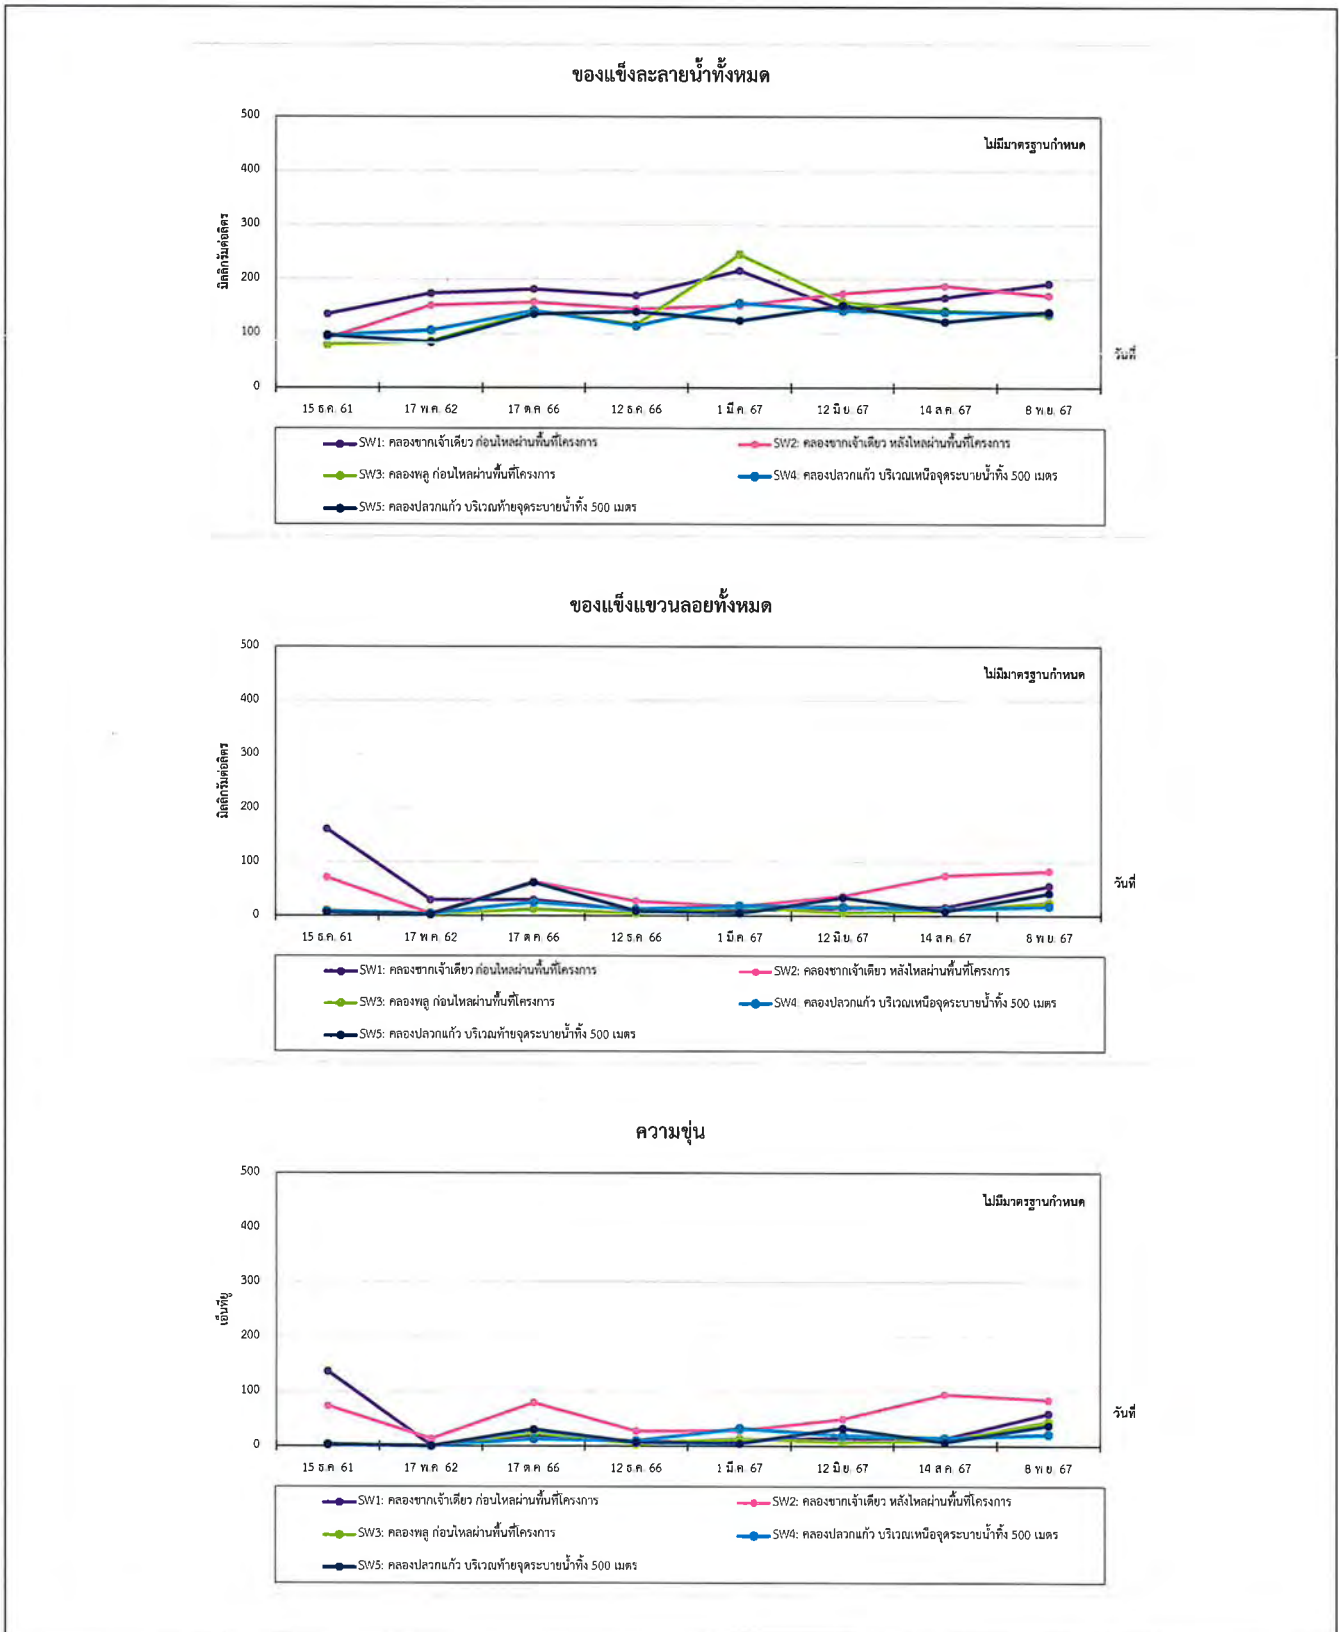 ของแข็งละลายน้ำทั้งหมด
500
ไม่มีมาตรฐานกำหนด
400
300
มิลลิกรัมต่อลิตร
200
100
วันที่
0
15 ธ.ค. 61 17 พ.ค. 62 17 ต.ค. 66 12 ธ.ค. 66 1 มี.ค. 67 12 มิ.ย. 67 14 ส.ค. 67 8 พ.ย. 67
SW1: คลองชากเจ้าเดียว ก่อนไหลผ่านพื้นที่โครงการ SW2: คลองชากเจ้าเดียว หลังไหลผ่านพื้นที่โครงการ
SW3: คลองพลู ก่อนไหลผ่านพื้นที่โครงการ SW4: คลองปลวกแก้ว บริเวณเหนือจุดระบายน้ำทิ้ง 500 เมตร
SW5: คลองปลวกแก้ว บริเวณท้ายจุดระบายน้ำทิ้ง 500 เมตร
ของแข็งแขวนลอยทั้งหมด
500
ไม่มีมาตรฐานกำหนด
400
300
มิลลิกรัมต่อลิตร
200
100
วันที่
0
15 ธ.ค. 61 17 พ.ค. 62 17 ต.ค. 66 12 ธ.ค. 66 1 มี.ค. 67 12 มิ.ย. 67 14 ส.ค. 67 8 พ.ย. 67
SW1: คลองชากเจ้าเดียว ก่อนไหลผ่านพื้นที่โครงการ SW2: คลองชากเจ้าเดียว หลังไหลผ่านพื้นที่โครงการ
SW3: คลองพลู ก่อนไหลผ่านพื้นที่โครงการ SW4: คลองปลวกแก้ว บริเวณเหนือจุดระบายน้ำทิ้ง 500 เมตร
SW5: คลองปลวกแก้ว บริเวณท้ายจุดระบายน้ำทิ้ง 500 เมตร
ความขุ่น
500
ไม่มีมาตรฐานกำหนด
400
300
เอ็นทียู
200
100
วันที่
0
15 ธ.ค. 61 17 พ.ค. 62 17 ต.ค. 66 12 ธ.ค. 66 1 มี.ค. 67 12 มิ.ย. 67 14 ส.ค. 67 8 พ.ย. 67
SW1: คลองชากเจ้าเดียว ก่อนไหลผ่านพื้นที่โครงการ SW2: คลองชากเจ้าเดียว หลังไหลผ่านพื้นที่โครงการ
SW3: คลองพลู ก่อนไหลผ่านพื้นที่โครงการ SW4: คลองปลวกแก้ว บริเวณเหนือจุดระบายน้ำทิ้ง 500 เมตร
SW5: คลองปลวกแก้ว บริเวณท้ายจุดระบายน้ำทิ้ง 500 เมตร